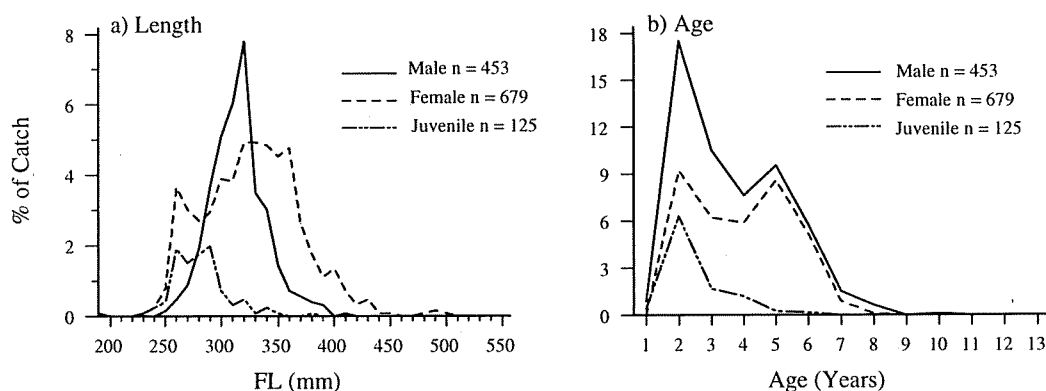 a) Length
8
6
4
2
0
% of Catch
Male n = 453
Female n = 679
Juvenile n = 125
200 250 300 350 400 450 500 550
FL (mm)
b) Age
18
15
12
9
6
3
0
Male n = 453
Female n = 679
Juvenile n = 125
1 2 3 4 5 6 7 8 9 10 11 12 13
Age (Years)